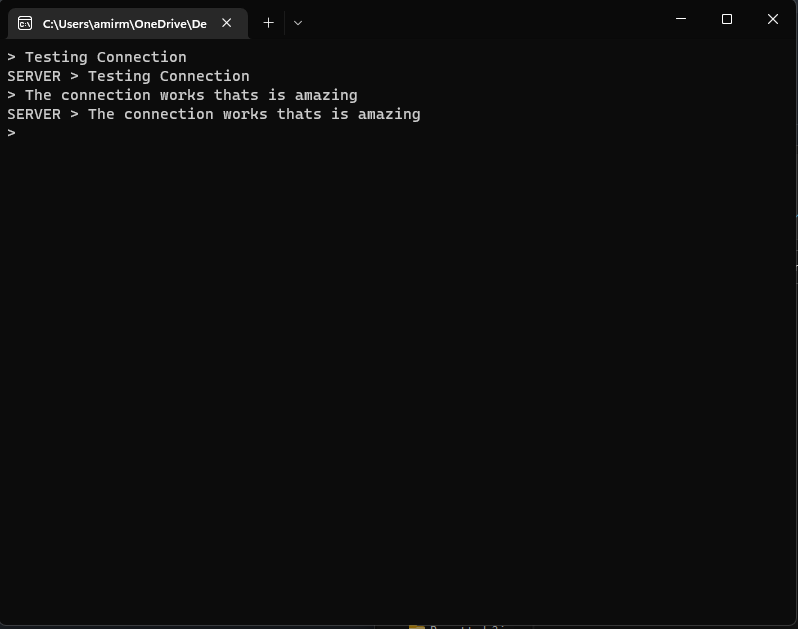 C:\Users\amirm\OneDrive\De
> Testing Connection
SERVER > Testing Connection
> The connection works thats is amazing
SERVER > The connection works thats is amazing
>